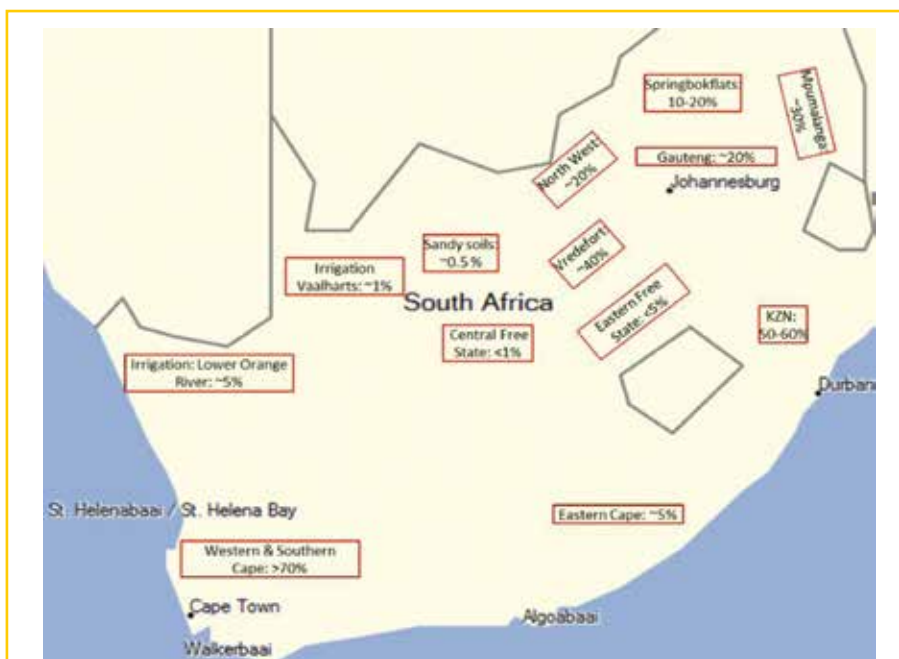 Springbokflats:
10-20%
Mpumalanga:
~30%
North West:
~20%
Gauteng: ~20%
Johannesburg
Sandy soils:
~0.5 %
Vredefort:
~40%
Irrigation
Vaalharts: ~1%
South Africa
Eastern Free
State: <5%
KZN:
50-60%
Central Free
State: <1%
Irrigation: Lower Orange
River: ~5%
Durban
St. Helenabaai / St. Helena Bay
Eastern Cape: ~5%
Western & Southern
Cape: >70%
Cape Town
Algoabaai
Walkerbaai